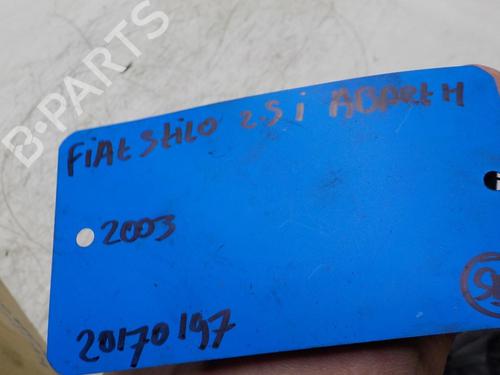 B-PARTS
FiAt Stilo 2.5 i ABArtH
2003
20170197